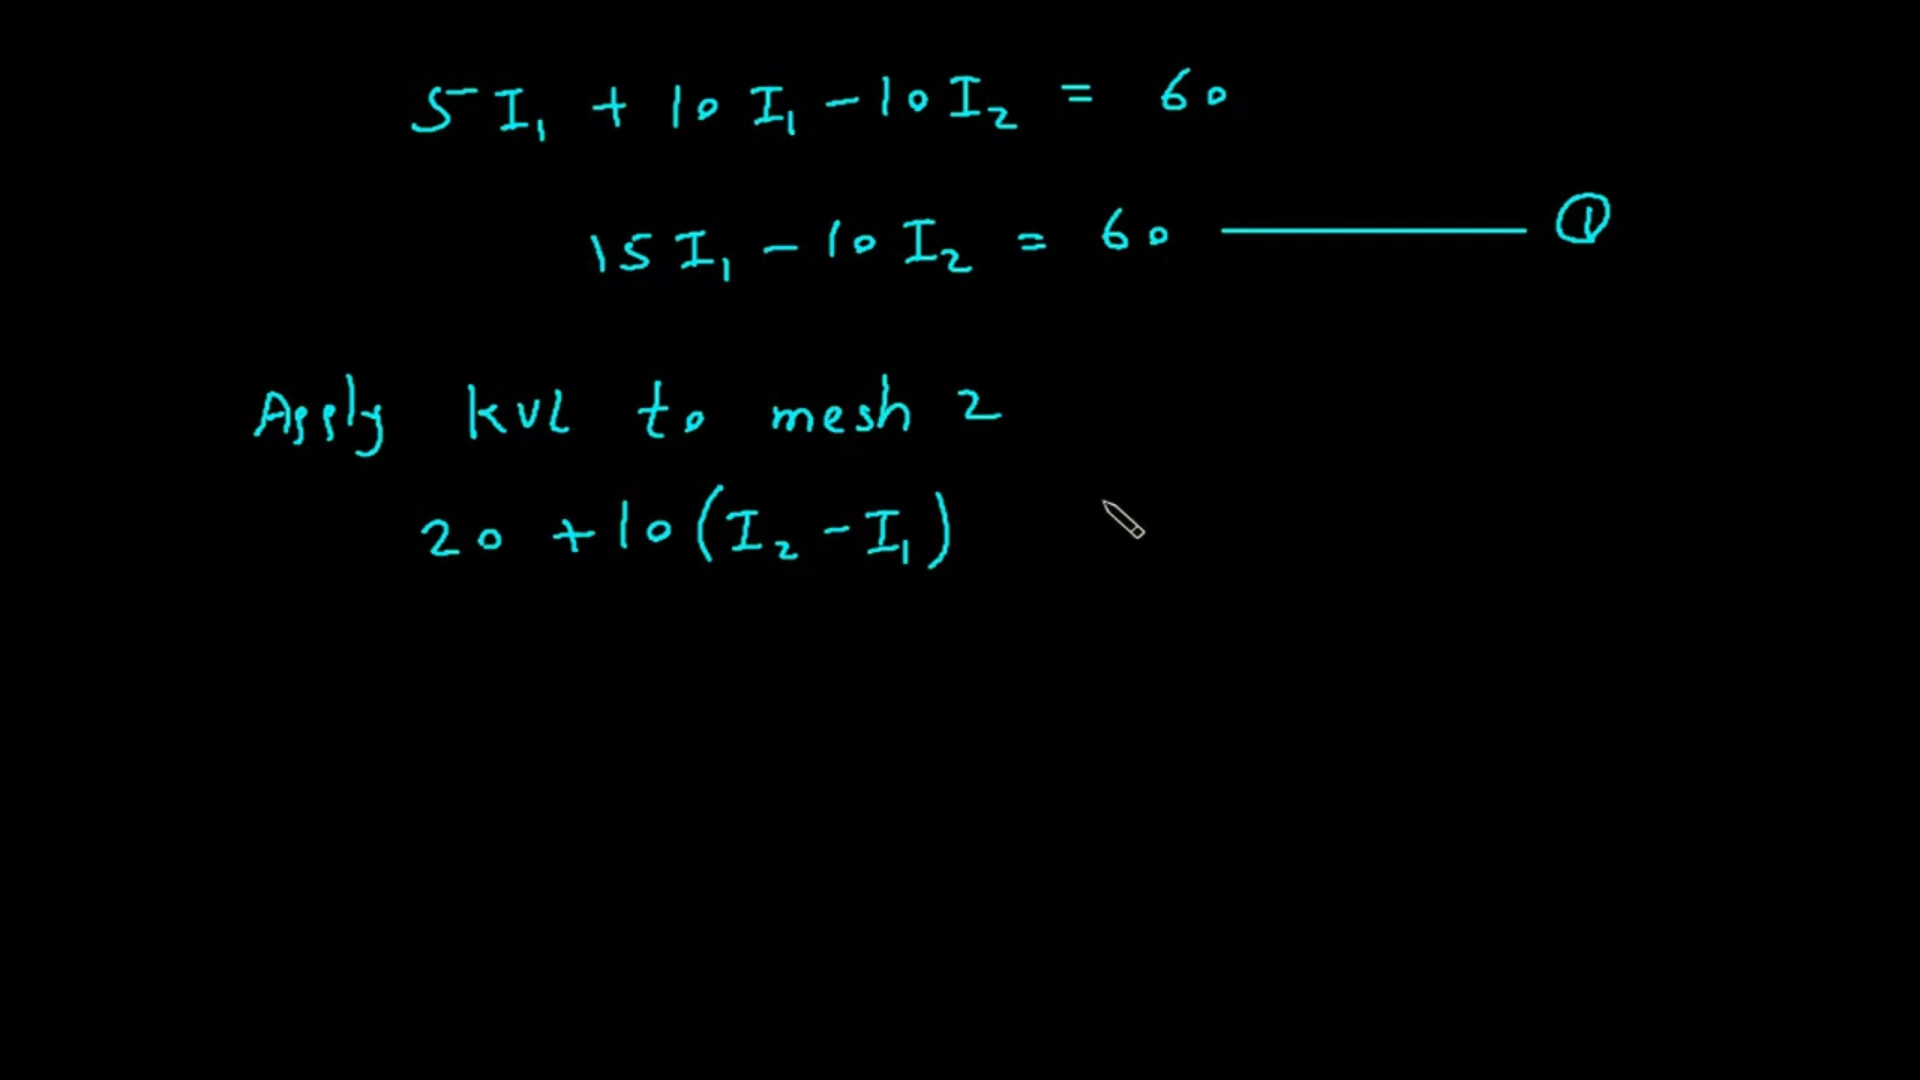 5I₁ + 10I₁ - 10I₂ = 60
15I₁ - 10I₂ = 60 ——— ①
Apply kvl to mesh 2
20 + 10(I₂ - I₁)